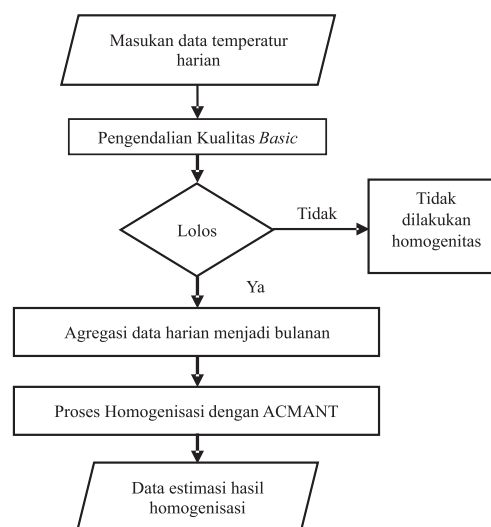 Masukan data temperatur
harian
Pengendalian Kualitas Basic
Lolos
Tidak
Tidak
dilakukan
homogenitas
Ya
Agregasi data harian menjadi bulanan
Proses Homogenisasi dengan ACMANT
Data estimasi hasil
homogenisasi